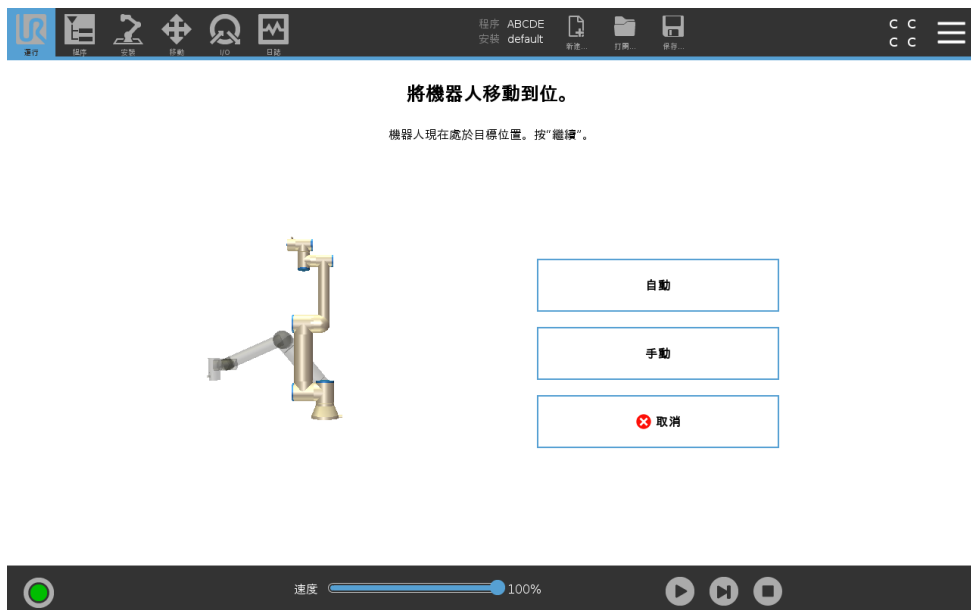 UR
運行
程序
安裝
移動
I/O
日誌
程序 ABCDE
安裝 default
新建...
打開...
保存...
C C
C C
將機器人移動到位。
機器人現在處於目標位置。按“繼續”。
自動
手動
取消
速度 100%